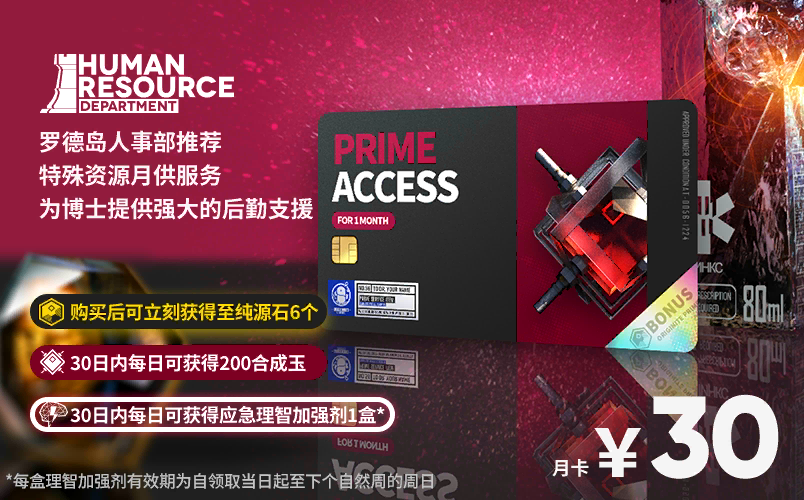 HUMAN
RESOURCE
DEPARTMENT
罗德岛人事部推荐
特殊资源月供服务
为博士提供强大的后勤支援
PRIME
ACCESS
FOR 1 MONTH
APPROVED UNDER CONDITION
BONUS
80ml
购买后可立刻获得至纯源石6个
30日内每日可获得200合成玉
30日内每日可获得应急理智加强剂1盒*
月卡 ¥30
*每盒理智加强剂有效期为自领取当日起至下个自然周的周日